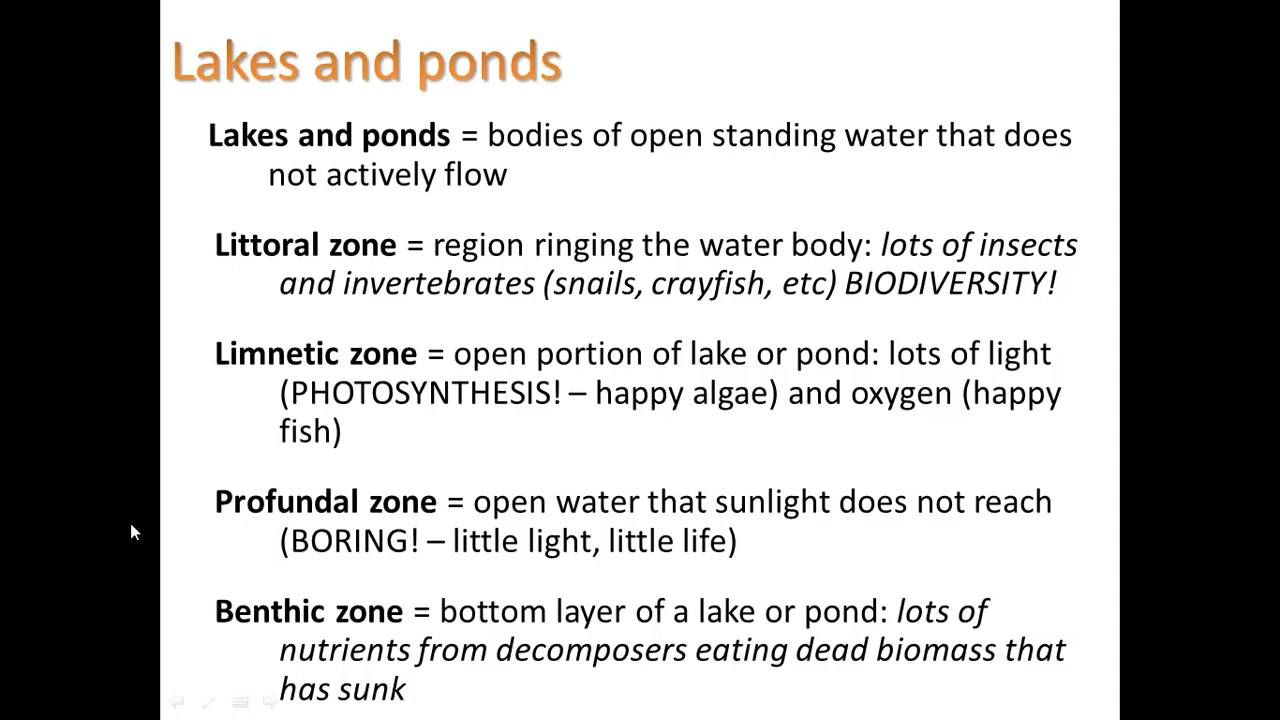 Lakes and ponds
Lakes and ponds = bodies of open standing water that does
not actively flow
Littoral zone = region ringing the water body: lots of insects
and invertebrates (snails, crayfish, etc) BIODIVERSITY!
Limnetic zone = open portion of lake or pond: lots of light
(PHOTOSYNTHESIS! – happy algae) and oxygen (happy
fish)
Profundal zone = open water that sunlight does not reach
(BORING! – little light, little life)
Benthic zone = bottom layer of a lake or pond: lots of
nutrients from decomposers eating dead biomass that
has sunk